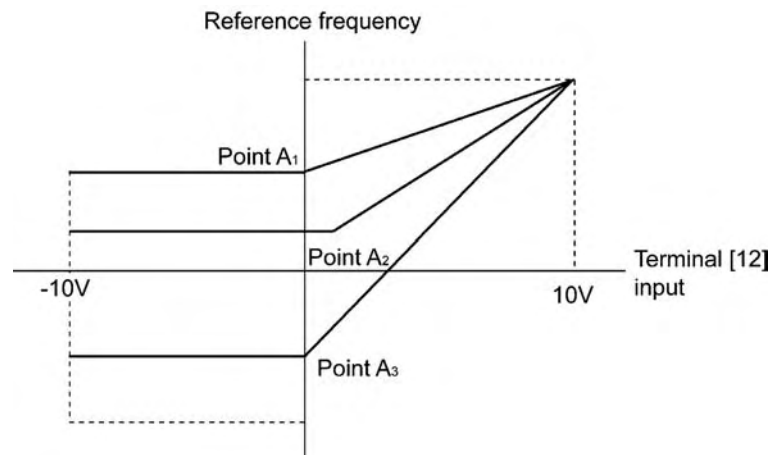 Reference frequency
Point A₁
Point A₂
Terminal [12]
-10V
10V
input
Point A₃